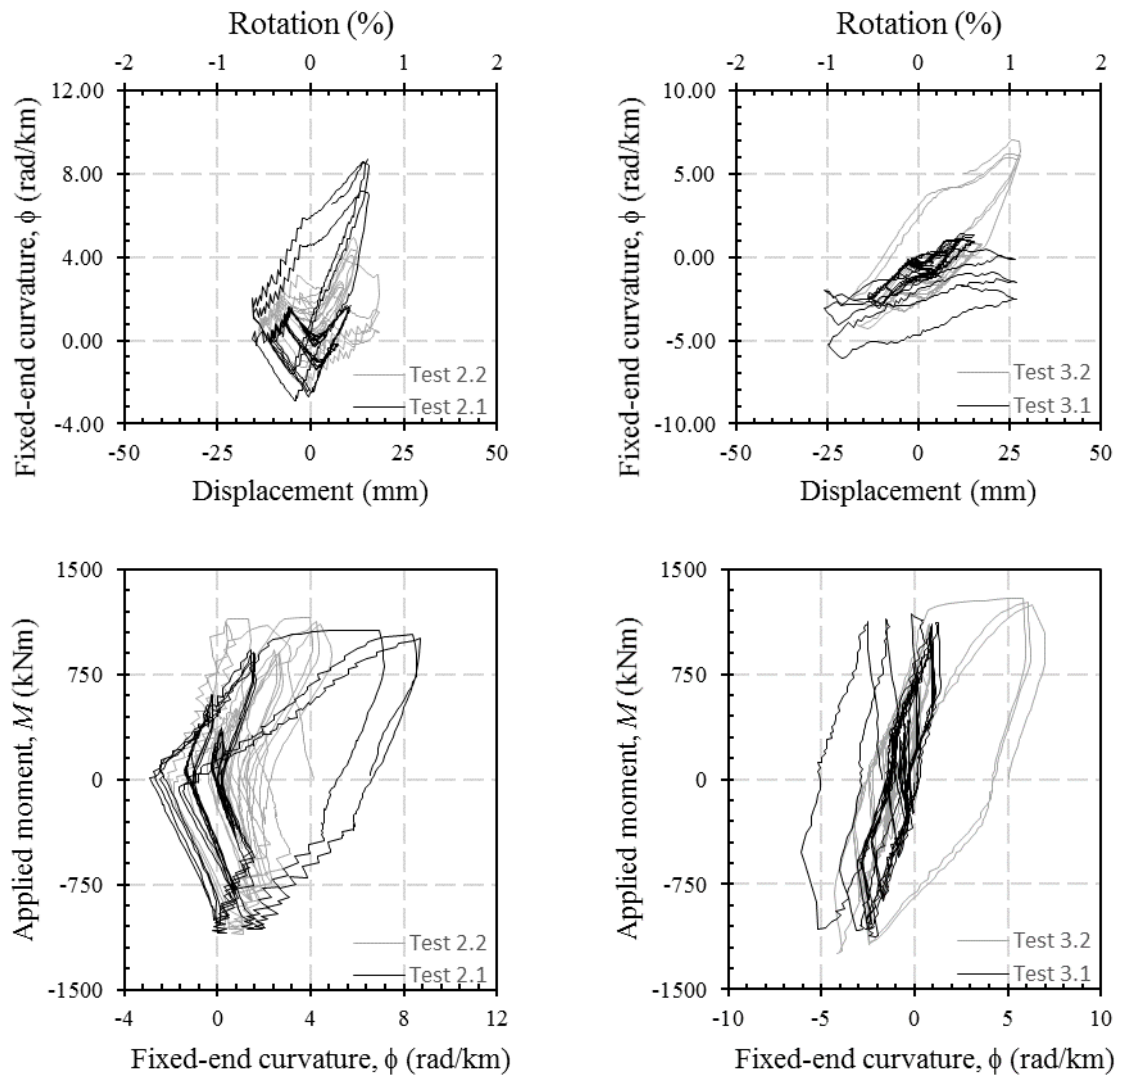 Rotation (%)
-2 -1 0 1 2
12.00
8.00
4.00
0.00
-4.00
Fixed-end curvature, ϕ (rad/km)
Test 2.2
Test 2.1
-50 -25 0 25 50
Displacement (mm)
Rotation (%)
-2 -1 0 1 2
10.00
5.00
0.00
-5.00
-10.00
Fixed-end curvature, ϕ (rad/km)
Test 3.2
Test 3.1
-50 -25 0 25 50
Displacement (mm)
1500
750
0
-750
-1500
Applied moment, M (kNm)
Test 2.2
Test 2.1
-4 0 4 8 12
Fixed-end curvature, ϕ (rad/km)
1500
750
0
-750
-1500
Applied moment, M (kNm)
Test 3.2
Test 3.1
-10 -5 0 5 10
Fixed-end curvature, ϕ (rad/km)